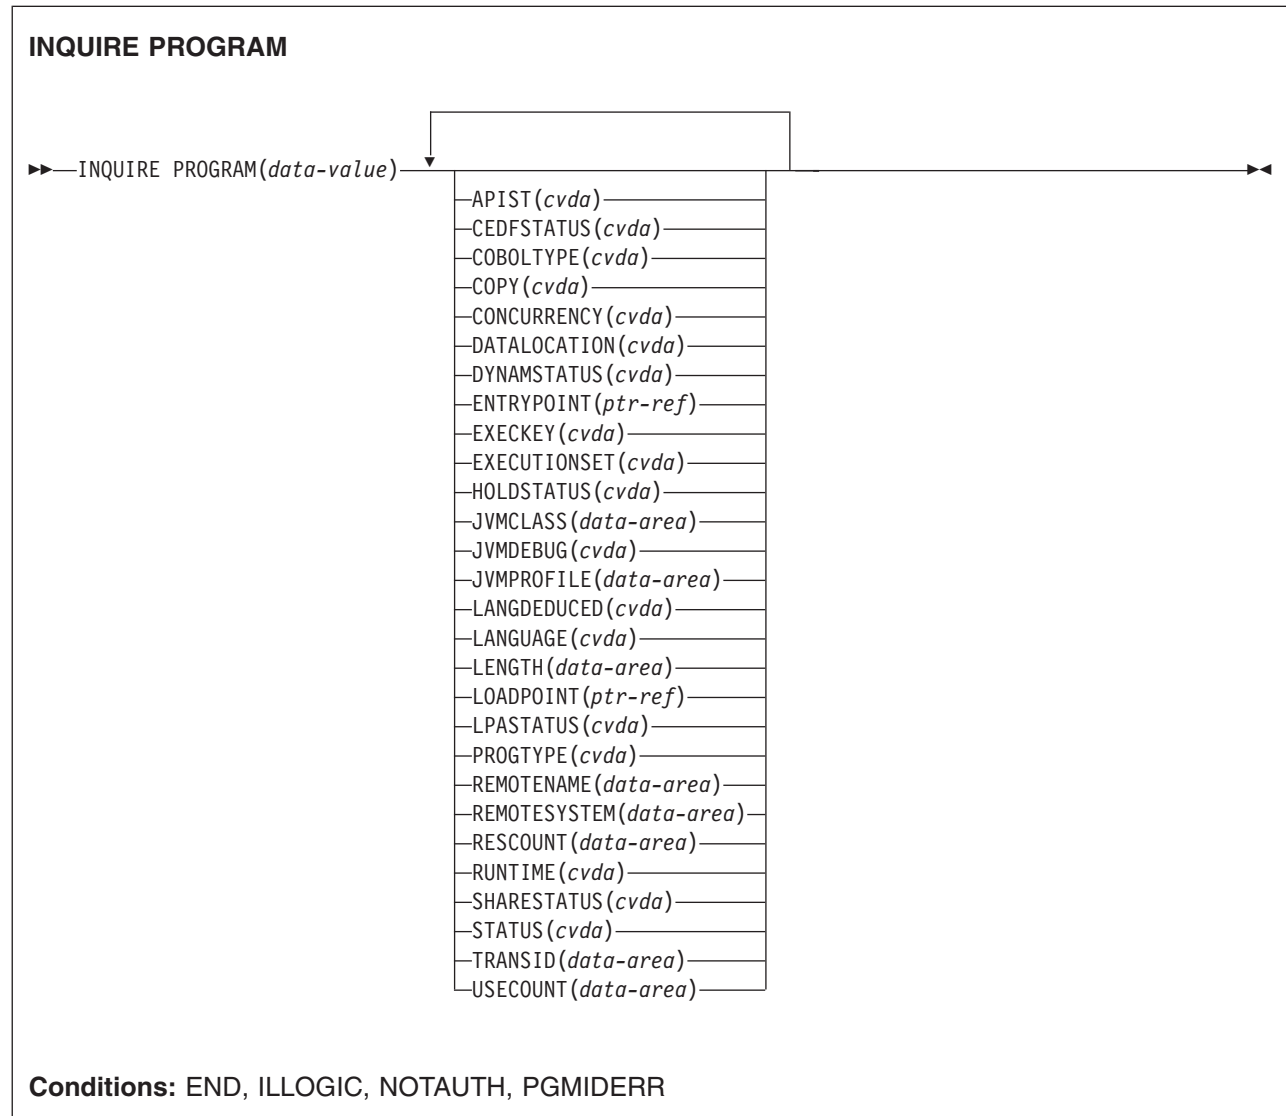 INQUIRE PROGRAM
INQUIRE PROGRAM(data-value)
APIST(cvda)
CEDFSTATUS(cvda)
COBOLTYPE(cvda)
COPY(cvda)
CONCURRENCY(cvda)
DATALOCATION(cvda)
DYNAMSTATUS(cvda)
ENTRYPOINT(ptr-ref)
EXECKEY(cvda)
EXECUTIONSET(cvda)
HOLDSTATUS(cvda)
JVMCLASS(data-area)
JVMDEBUG(cvda)
JVMPROFILE(data-area)
LANGDEDUCED(cvda)
LANGUAGE(cvda)
LENGTH(data-area)
LOADPOINT(ptr-ref)
LPASTATUS(cvda)
PROGTYPE(cvda)
REMOTENAME(data-area)
REMOTESYSTEM(data-area)
RESCOUNT(data-area)
RUNTIME(cvda)
SHARESTATUS(cvda)
STATUS(cvda)
TRANSID(data-area)
USECOUNT(data-area)
Conditions: END, ILLOGIC, NOTAUTH, PGMIDERR